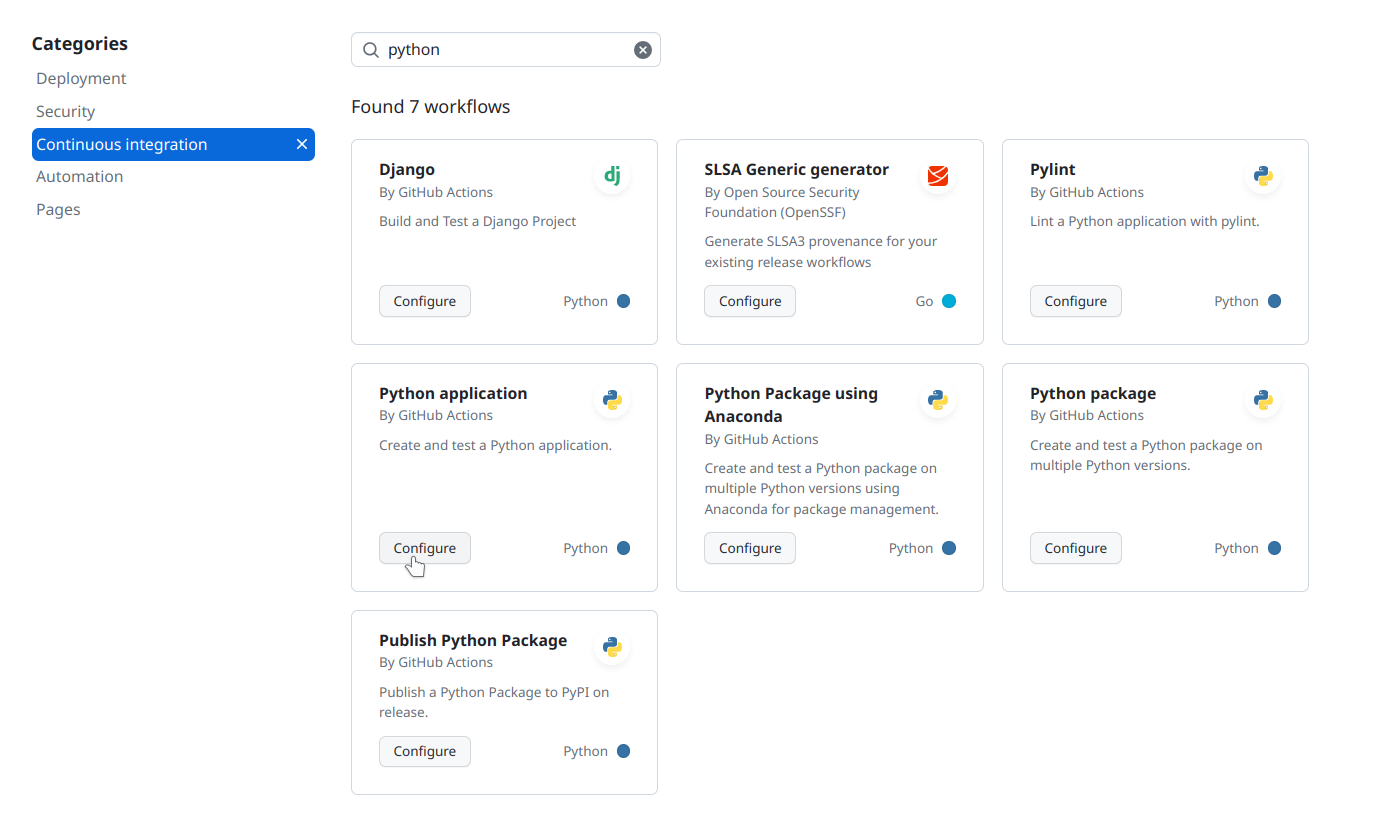 Categories
Deployment
Security
Continuous integration
Automation
Pages
python
Found 7 workflows
Django
By GitHub Actions
Build and Test a Django Project
Configure
Python
dj
SLSA Generic generator
By Open Source Security
Foundation (OpenSSF)
Generate SLSA3 provenance for your
existing release workflows
Configure
Go
Pylint
By GitHub Actions
Lint a Python application with pylint.
Configure
Python
Python application
By GitHub Actions
Create and test a Python application.
Configure
Python
Python Package using
Anaconda
By GitHub Actions
Create and test a Python package on
multiple Python versions using
Anaconda for package management.
Configure
Python
Python package
By GitHub Actions
Create and test a Python package on
multiple Python versions.
Configure
Python
Publish Python Package
By GitHub Actions
Publish a Python Package to PyPI on
release.
Configure
Python